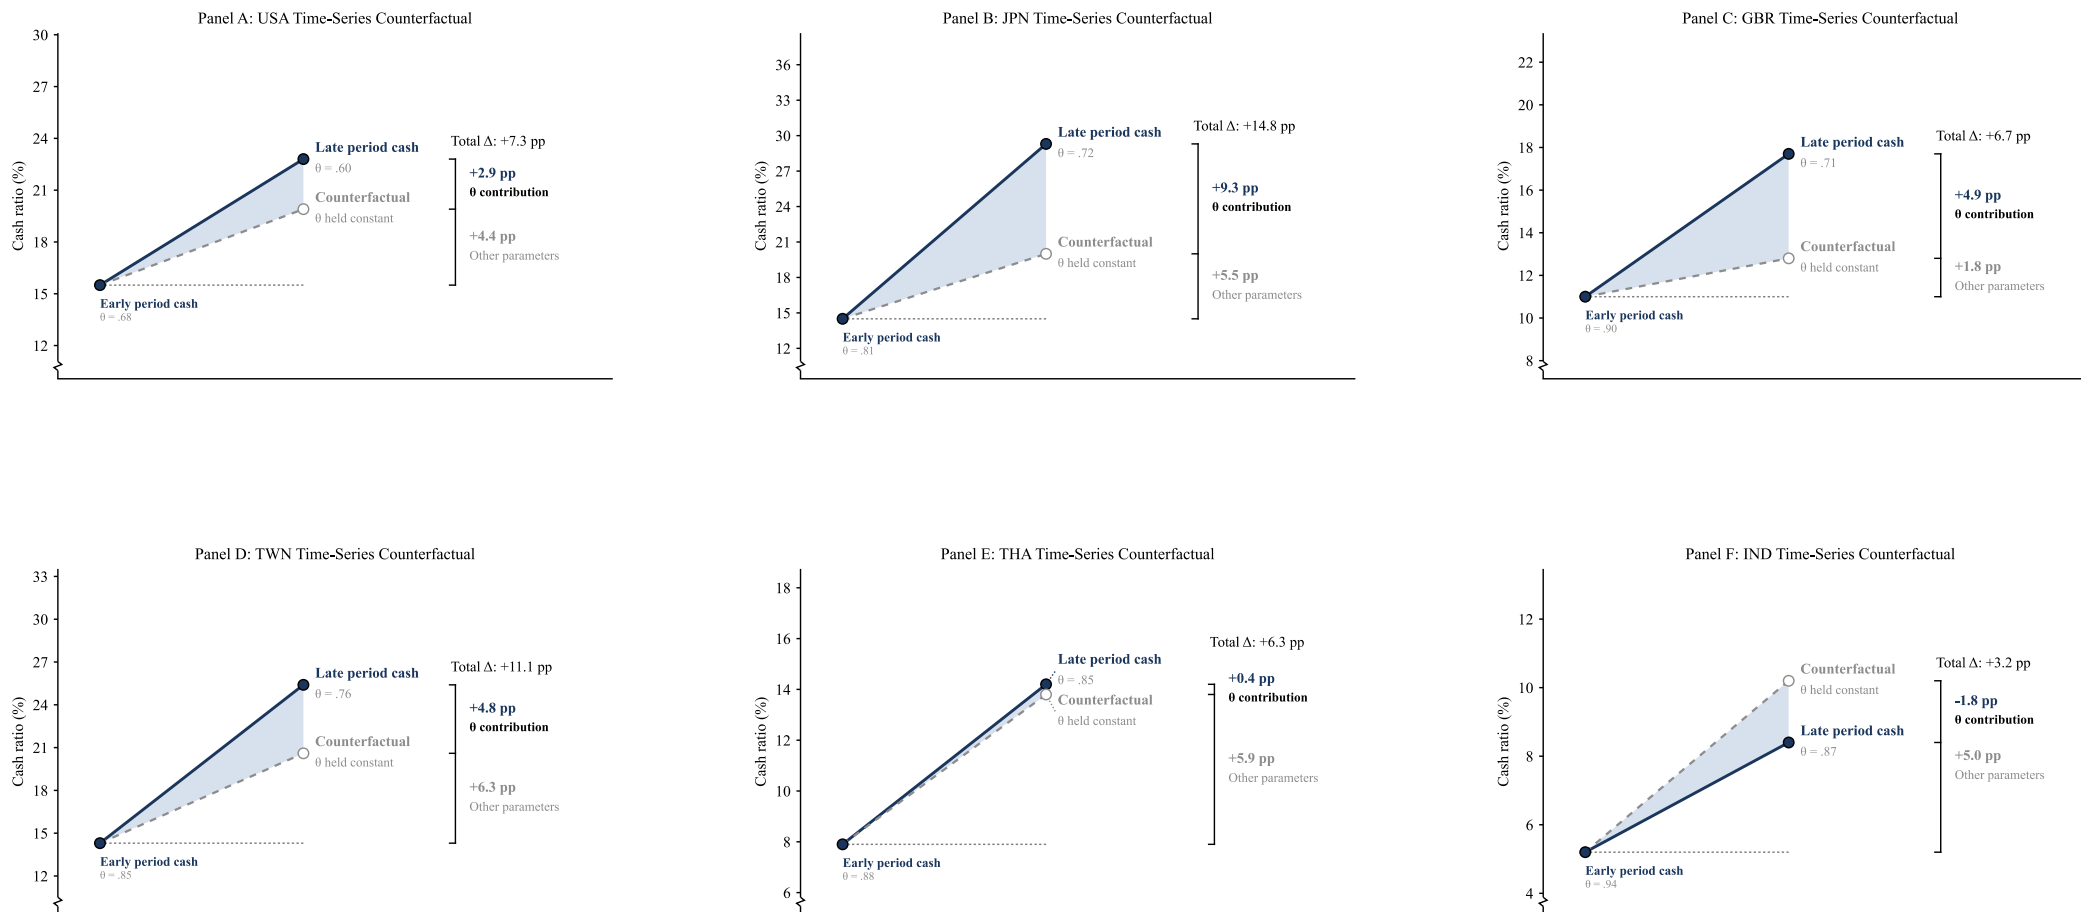 Panel A: USA Time-Series Counterfactual
30
27
24
21
18
15
12
Cash ratio (%)
Total Δ: +7.3 pp
Late period cash
θ = .60
+2.9 pp
θ contribution
Counterfactual
θ held constant
+4.4 pp
Other parameters
Early period cash
θ = .68
Panel B: JPN Time-Series Counterfactual
36
33
30
27
24
21
18
15
12
Cash ratio (%)
Total Δ: +14.8 pp
Late period cash
θ = .72
+9.3 pp
θ contribution
Counterfactual
θ held constant
+5.5 pp
Other parameters
Early period cash
θ = .81
Panel C: GBR Time-Series Counterfactual
22
20
18
16
14
12
10
8
Cash ratio (%)
Total Δ: +6.7 pp
Late period cash
θ = .71
+4.9 pp
θ contribution
Counterfactual
θ held constant
+1.8 pp
Other parameters
Early period cash
θ = .90
Panel D: TWN Time-Series Counterfactual
33
30
27
24
21
18
15
12
Cash ratio (%)
Total Δ: +11.1 pp
Late period cash
θ = .76
+4.8 pp
θ contribution
Counterfactual
θ held constant
+6.3 pp
Other parameters
Early period cash
θ = .85
Panel E: THA Time-Series Counterfactual
18
16
14
12
10
8
6
Cash ratio (%)
Total Δ: +6.3 pp
Late period cash
θ = .85
+0.4 pp
θ contribution
Counterfactual
θ held constant
+5.9 pp
Other parameters
Early period cash
θ = .88
Panel F: IND Time-Series Counterfactual
12
10
8
6
4
Cash ratio (%)
Total Δ: +3.2 pp
Counterfactual
θ held constant
-1.8 pp
θ contribution
Late period cash
θ = .87
+5.0 pp
Other parameters
Early period cash
θ = .94